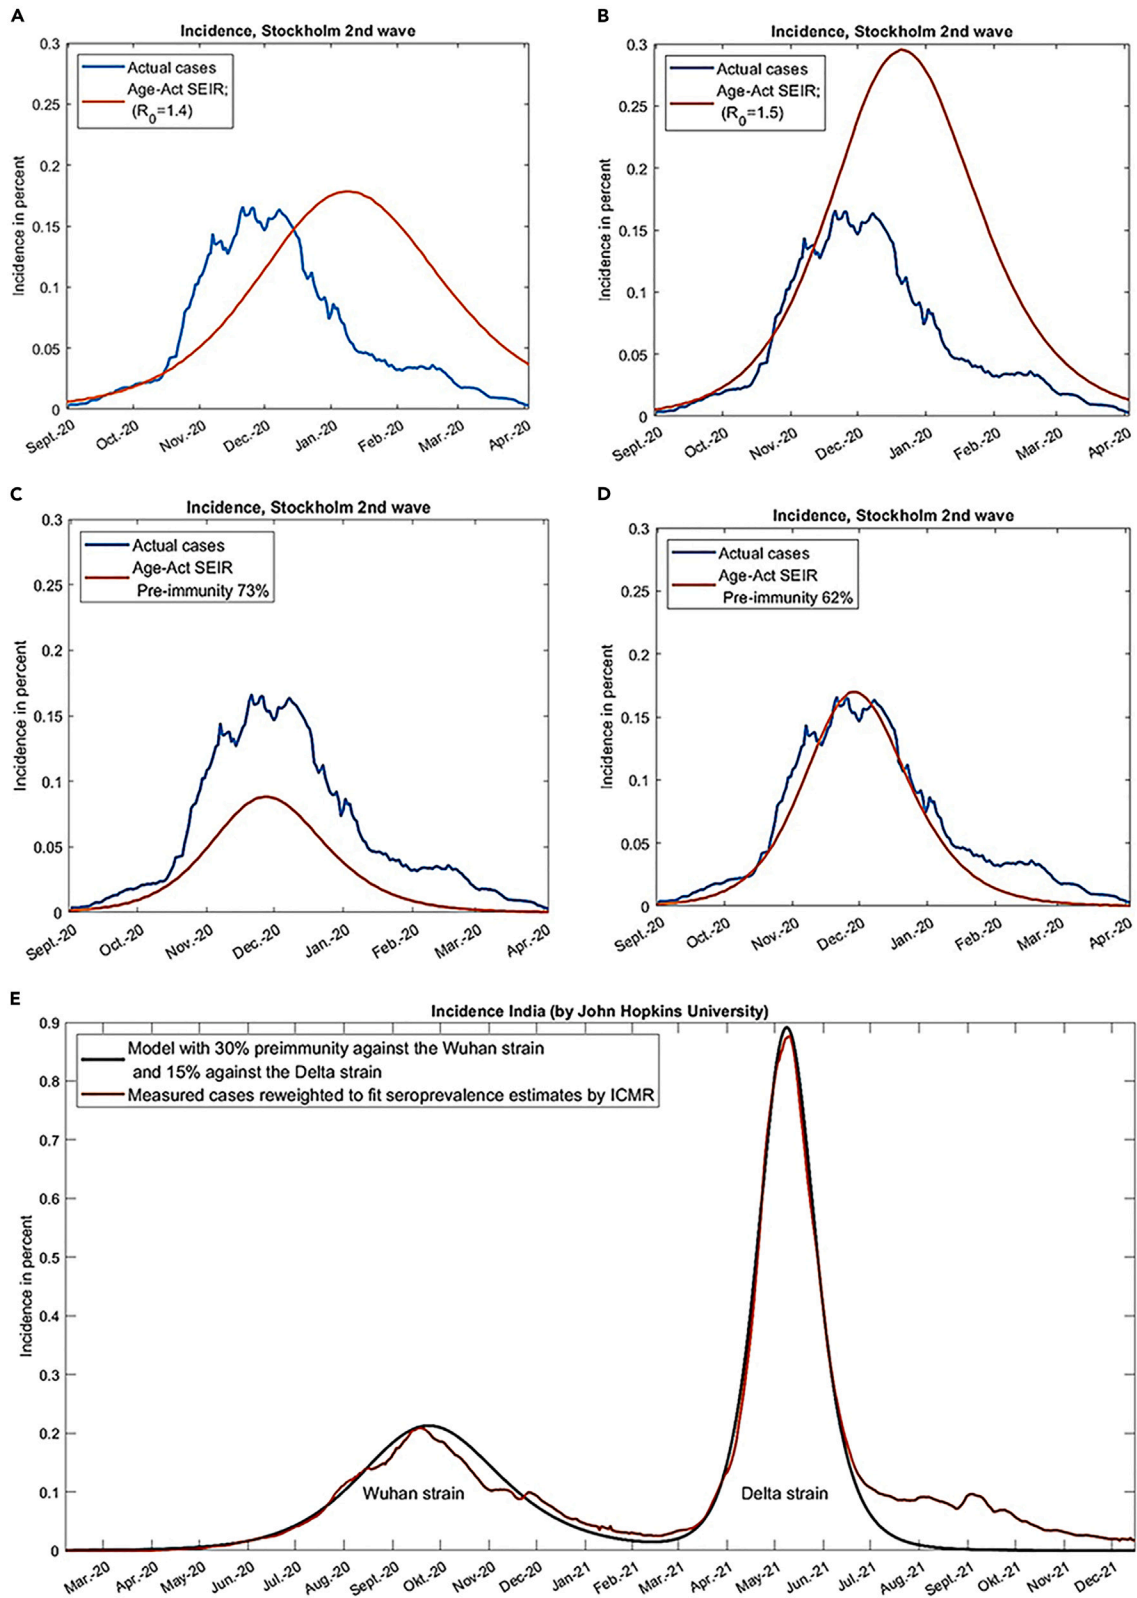 A
Incidence, Stockholm 2nd wave
0.3
0.25
0.2
0.15
0.1
0.05
0
Incidence in percent
Actual cases
Age-Act SEIR;
(R0=1.4)
Sept.-20
Oct.-20
Nov.-20
Dec.-20
Jan.-20
Feb.-20
Mar.-20
Apr.-20
B
Incidence, Stockholm 2nd wave
0.3
0.25
0.2
0.15
0.1
0.05
0
Incidence in percent
Actual cases
Age-Act SEIR;
(R0=1.5)
Sept.-20
Oct.-20
Nov.-20
Dec.-20
Jan.-20
Feb.-20
Mar.-20
Apr.-20
C
Incidence, Stockholm 2nd wave
0.3
0.25
0.2
0.15
0.1
0.05
0
Incidence in percent
Actual cases
Age-Act SEIR
Pre-immunity 73%
Sept.-20
Oct.-20
Nov.-20
Dec.-20
Jan.-20
Feb.-20
Mar.-20
Apr.-20
D
Incidence, Stockholm 2nd wave
0.3
0.25
0.2
0.15
0.1
0.05
0
Incidence in percent
Actual cases
Age-Act SEIR
Pre-immunity 62%
Sept.-20
Oct.-20
Nov.-20
Dec.-20
Jan.-20
Feb.-20
Mar.-20
Apr.-20
E
Incidence India (by John Hopkins University)
0.9
0.8
0.7
0.6
0.5
0.4
0.3
0.2
0.1
0
Incidence in percent
Model with 30% preimmunity against the Wuhan strain
and 15% against the Delta strain
Measured cases reweighted to fit seroprevalence estimates by ICMR
Wuhan strain
Delta strain
Mar.-20
Apr.-20
May-20
Jun.-20
Jul.-20
Aug.-20
Sept.-20
Okt.-20
Nov.-20
Dec-20
Jan-21
Feb.-21
Mar.-21
Apr.-21
May-21
Jun.-21
Jul.-21
Aug.-21
Sept.-21
Okt.-21
Nov.-21
Dec-21